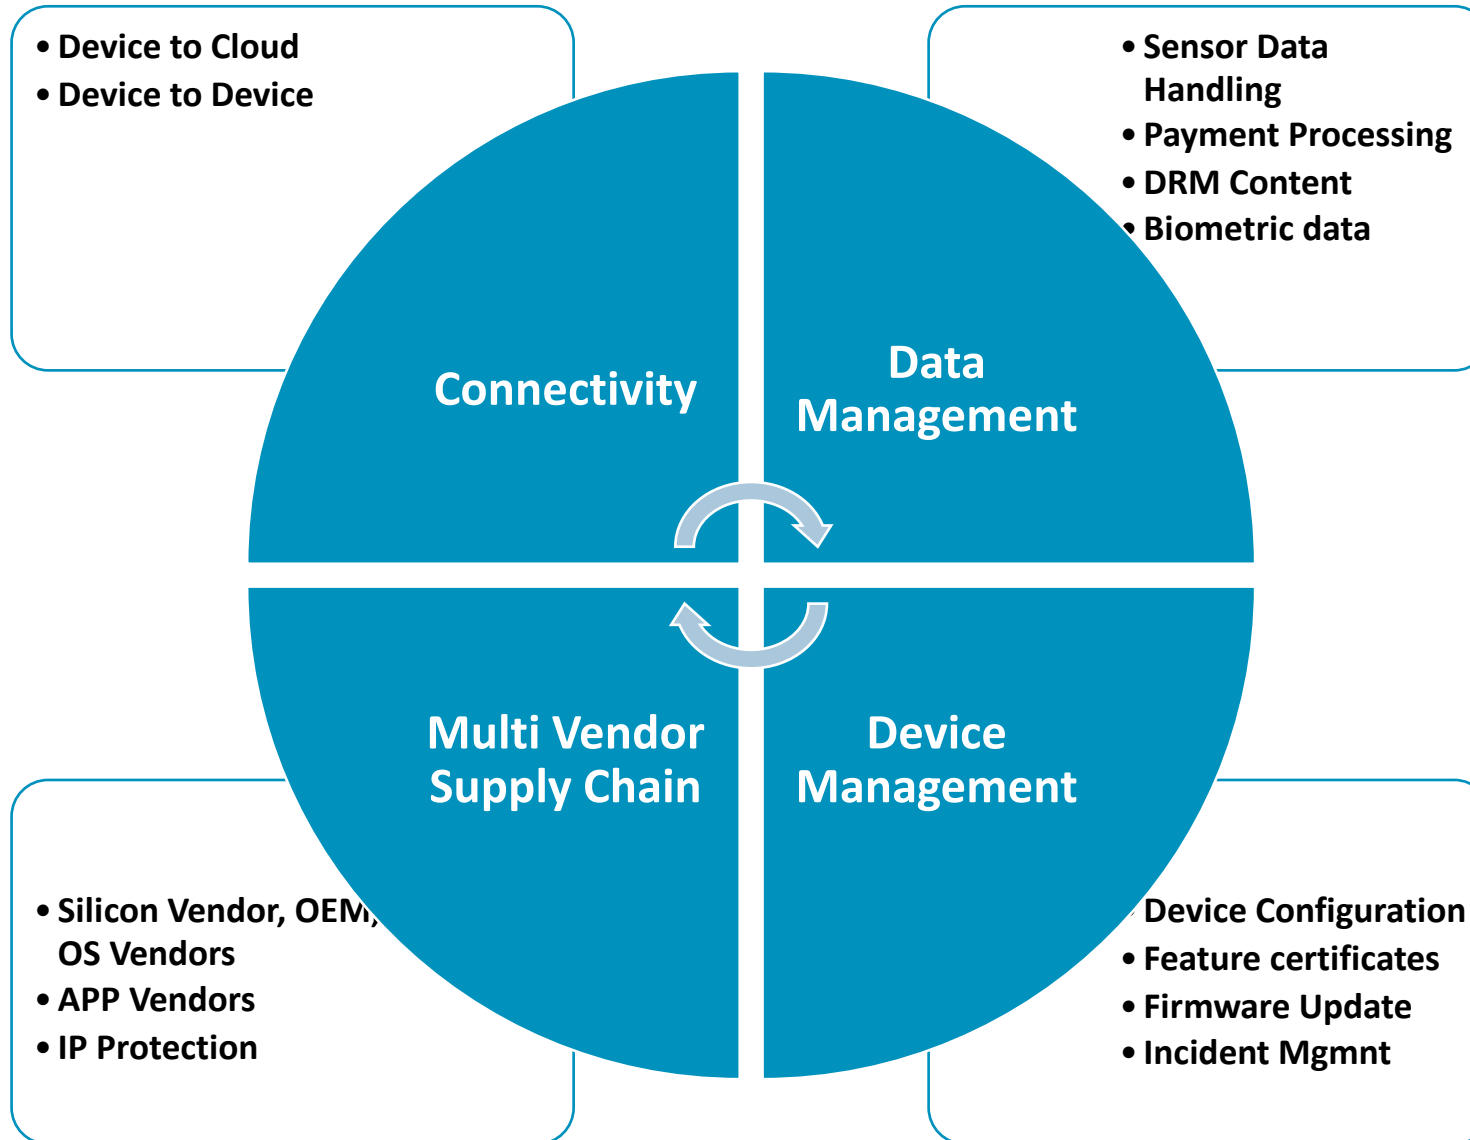 • Device to Cloud
• Device to Device
• Sensor Data
Handling
• Payment Processing
• DRM Content
• Biometric data
Connectivity
Data
Management
Multi Vendor
Supply Chain
Device
Management
• Silicon Vendor, OEM,
OS Vendors
• APP Vendors
• IP Protection
• Device Configuration
• Feature certificates
• Firmware Update
• Incident Mgmnt